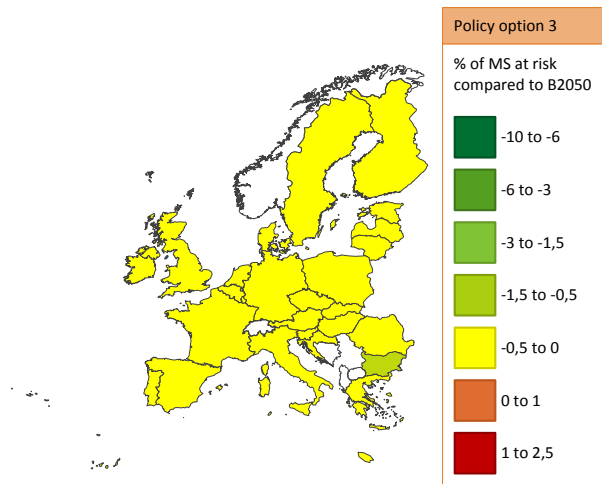 Policy option 3
% of MS at risk
compared to B2050
-10 to -6
-6 to -3
-3 to -1,5
-1,5 to -0,5
-0,5 to 0
0 to 1
1 to 2,5